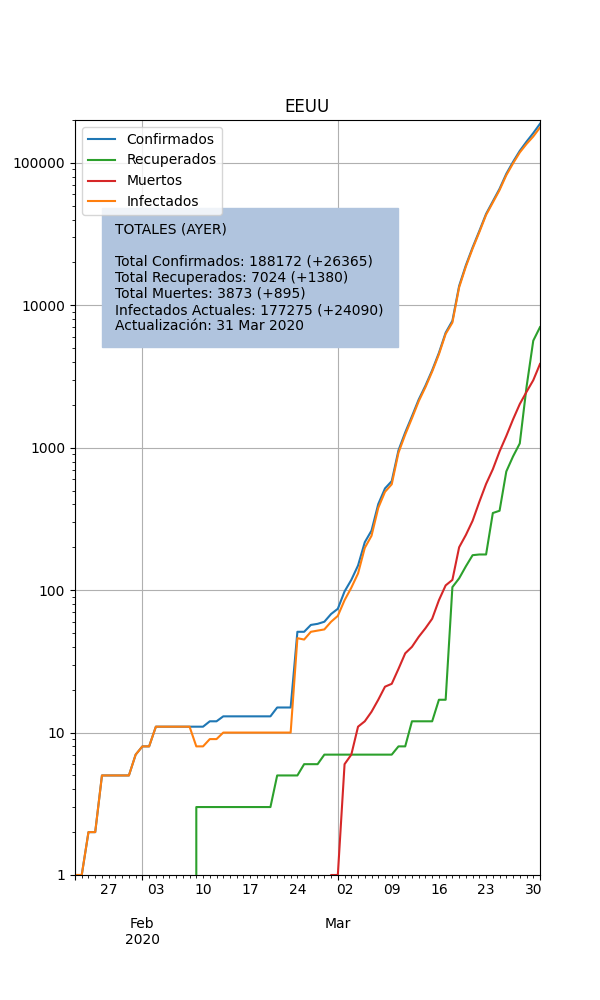 EEUU
Confirmados
Recuperados
Muertos
Infectados
TOTALES (AYER)
Total Confirmados: 188172 (+26365)
Total Recuperados: 7024 (+1380)
Total Muertes: 3873 (+895)
Infectados Actuales: 177275 (+24090)
Actualización: 31 Mar 2020
100000
10000
1000
100
10
1
27 03 10 17 24 02 09 16 23 30
Feb Mar
2020